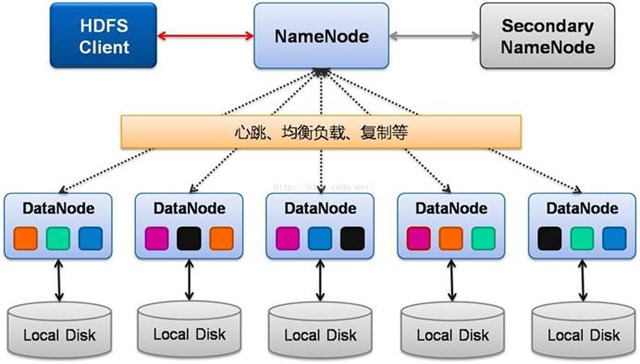 HDFS
Client
NameNode
Secondary
NameNode
心跳、均衡负载、复制等
DataNode
DataNode
DataNode
DataNode
DataNode
Local Disk
Local Disk
Local Disk
Local Disk
Local Disk